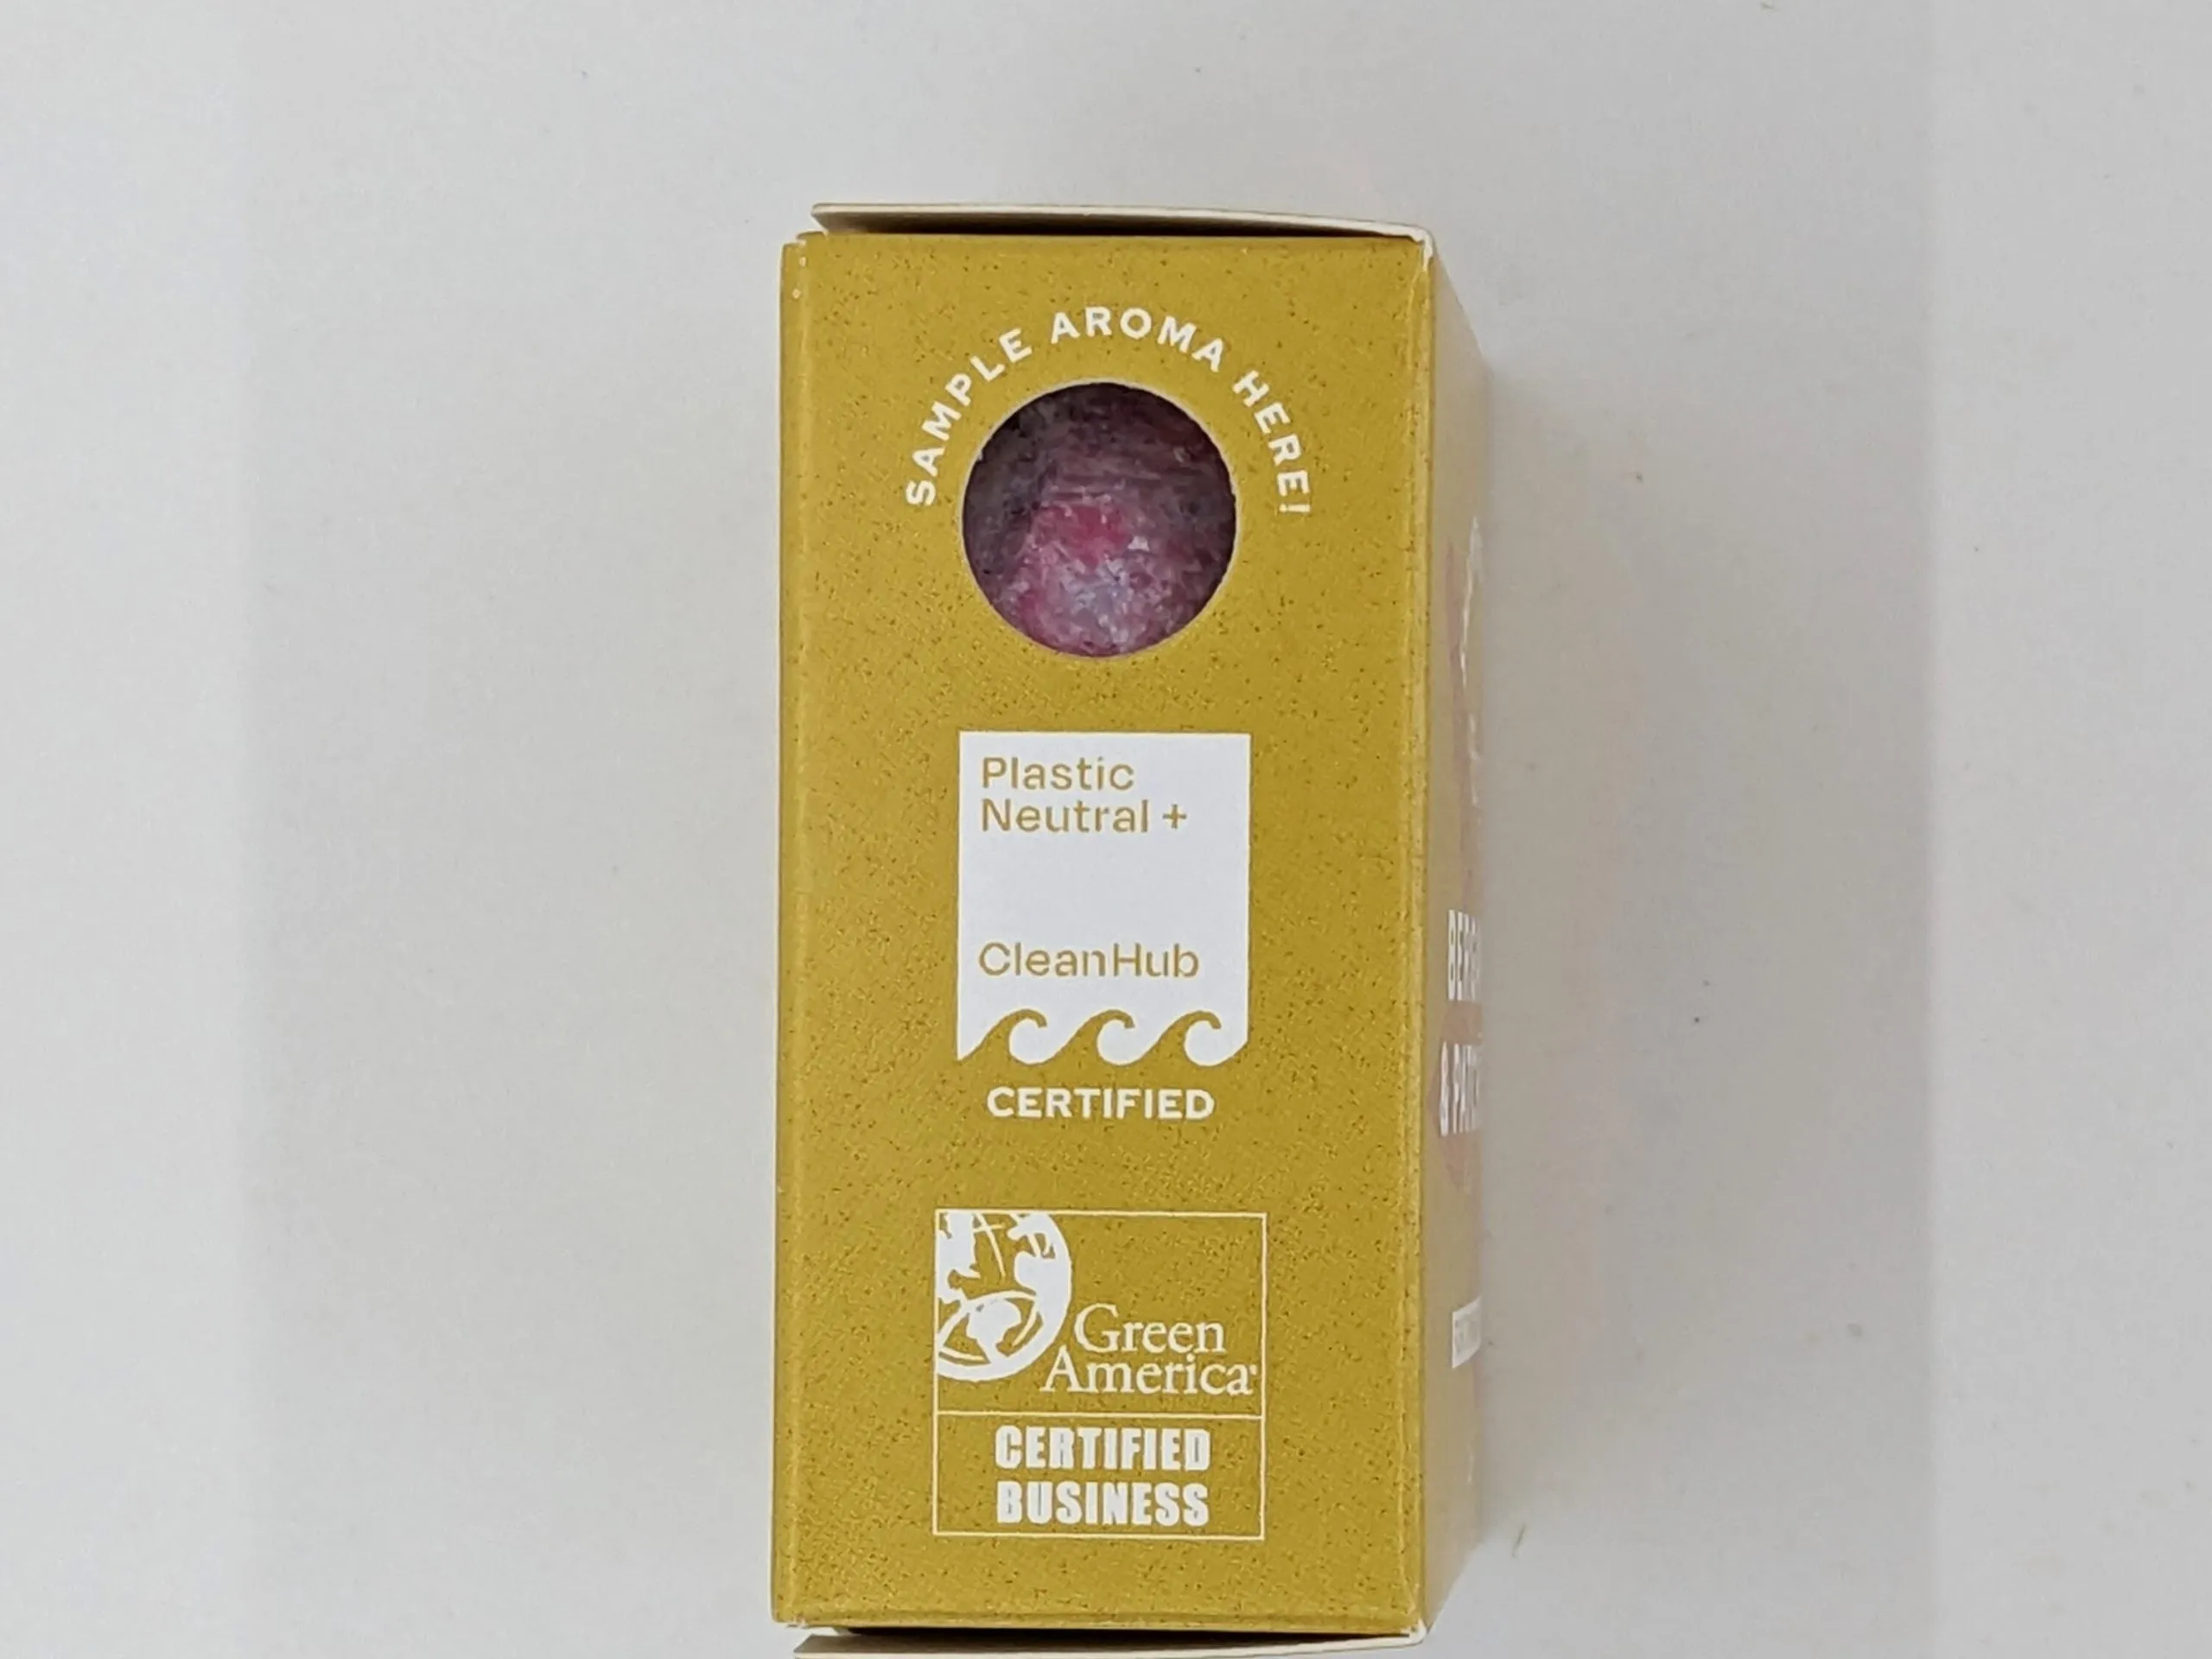 SAMPLE AROMA HERE!
Plastic
Neutral +
CleanHub
CERTIFIED
Green
America
CERTIFIED
BUSINESS